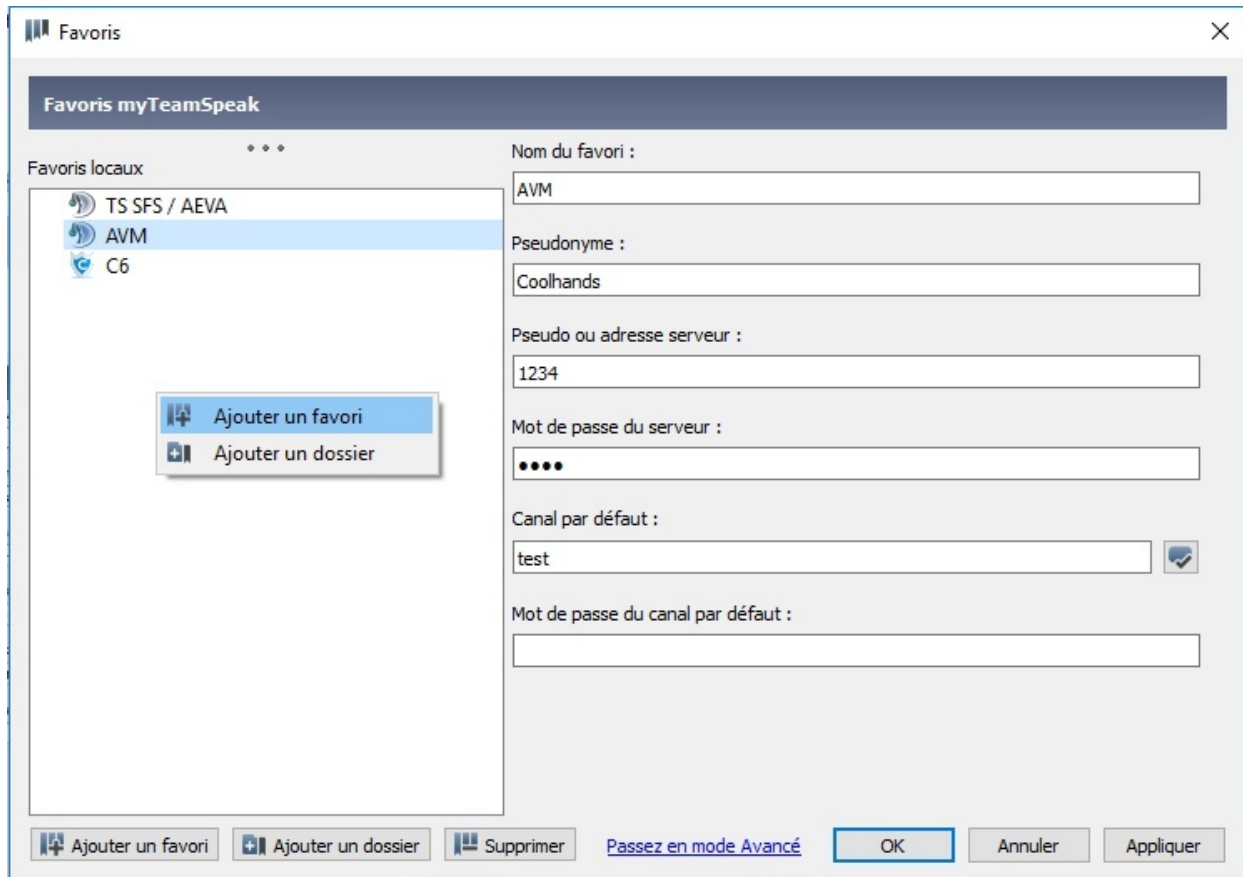 Favoris
Favoris myTeamSpeak
Favoris locaux
TS SFS / AEVA
AVM
C6
Ajouter un favori
Ajouter un dossier
Nom du favori :
AVM
Pseudonyme :
Coolhands
Pseudo ou adresse serveur :
1234
Mot de passe du serveur :
••••
Canal par défaut :
test
Mot de passe du canal par défaut :
Ajouter un favori
Ajouter un dossier
Supprimer
Passez en mode Avancé
OK
Annuler
Appliquer